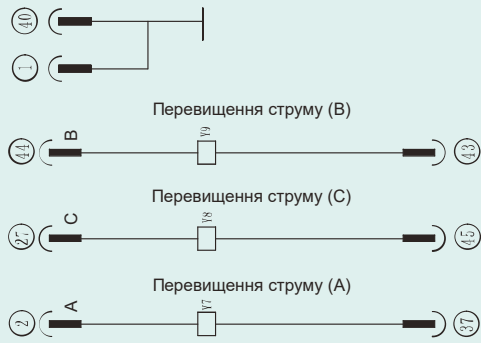 40
1
Перевищення струму (B)
44 B Y9 43
Перевищення струму (C)
27 C Y8 45
Перевищення струму (A)
2 A Y7 37